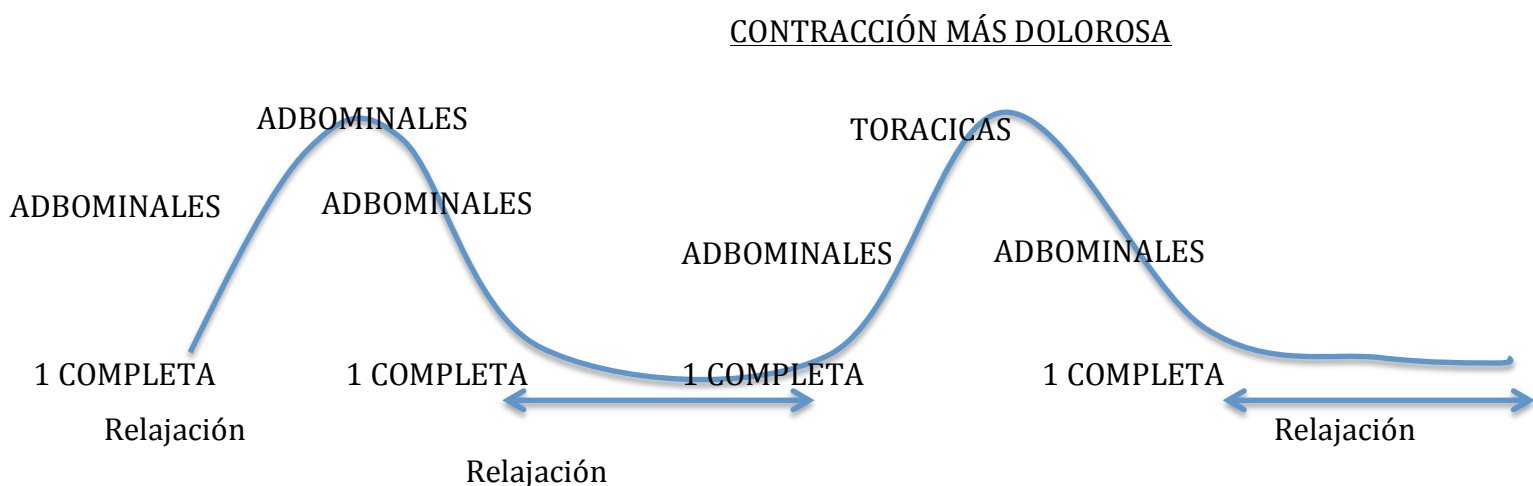 CONTRACCIÓN MÁS DOLOROSA
ADBOMINALES
TORACICAS
ADBOMINALES
ADBOMINALES
ADBOMINALES
ADBOMINALES
1 COMPLETA
1 COMPLETA
1 COMPLETA
1 COMPLETA
Relajación
Relajación
Relajación